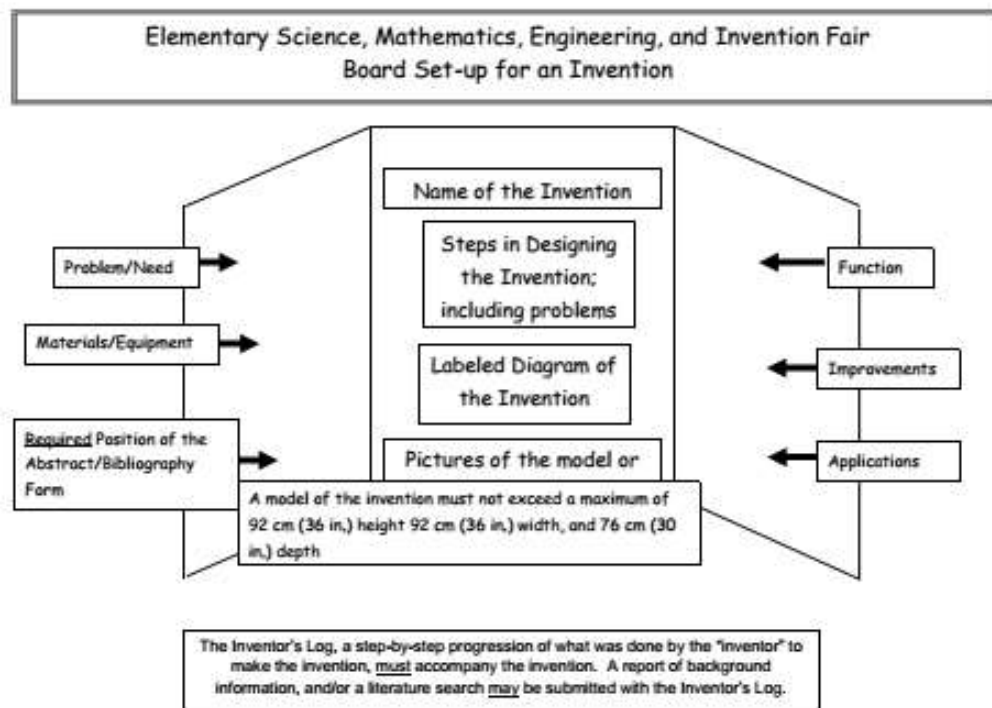 Elementary Science, Mathematics, Engineering, and Invention Fair
Board Set-up for an Invention
Name of the Invention
Steps in Designing
the Invention;
including problems
Labeled Diagram of
the Invention
Pictures of the model or
Problem/Need
Materials/Equipment
Required Position of the
Abstract/Bibliography
Form
Function
Improvements
Applications
A model of the invention must not exceed a maximum of
92 cm (36 in.) height 92 cm (36 in.) width, and 76 cm (30
in.) depth
The Inventor's Log, a step-by-step progression of what was done by the "inventor" to
make the invention, must accompany the invention. A report of background
information, and/or a literature search may be submitted with the Inventor's Log.